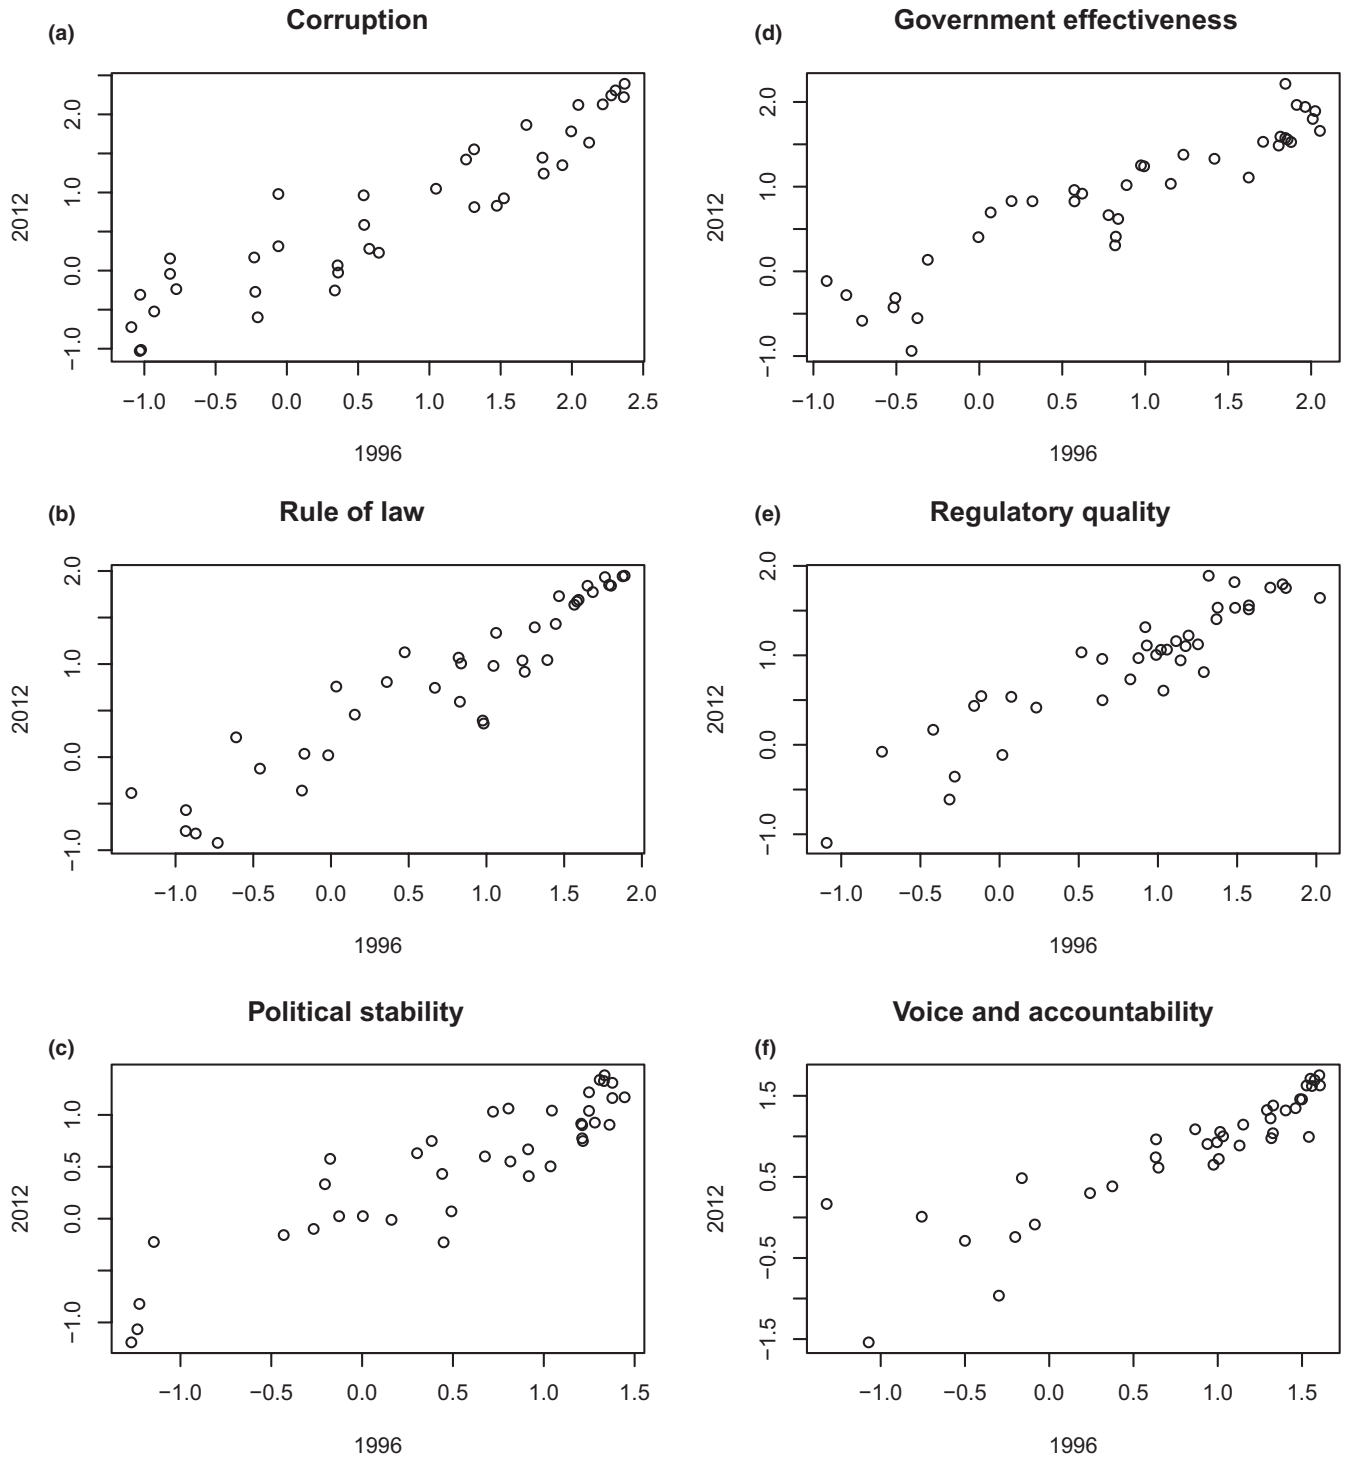 (a)
Corruption
2012
2.0
1.0
0.0
−1.0
−1.0 −0.5 0.0 0.5 1.0 1.5 2.0 2.5
1996
(d)
Government effectiveness
2012
2.0
1.0
0.0
−1.0
−1.0 −0.5 0.0 0.5 1.0 1.5 2.0
1996
(b)
Rule of law
2012
2.0
1.0
0.0
−1.0
−1.0 −0.5 0.0 0.5 1.0 1.5 2.0
1996
(e)
Regulatory quality
2012
2.0
1.0
0.0
−1.0
−1.0 −0.5 0.0 0.5 1.0 1.5 2.0
1996
(c)
Political stability
2012
1.0
0.5
0.0
−1.0
−1.0 −0.5 0.0 0.5 1.0 1.5
1996
(f)
Voice and accountability
2012
1.5
0.5
−0.5
−1.5
−1.0 −0.5 0.0 0.5 1.0 1.5
1996